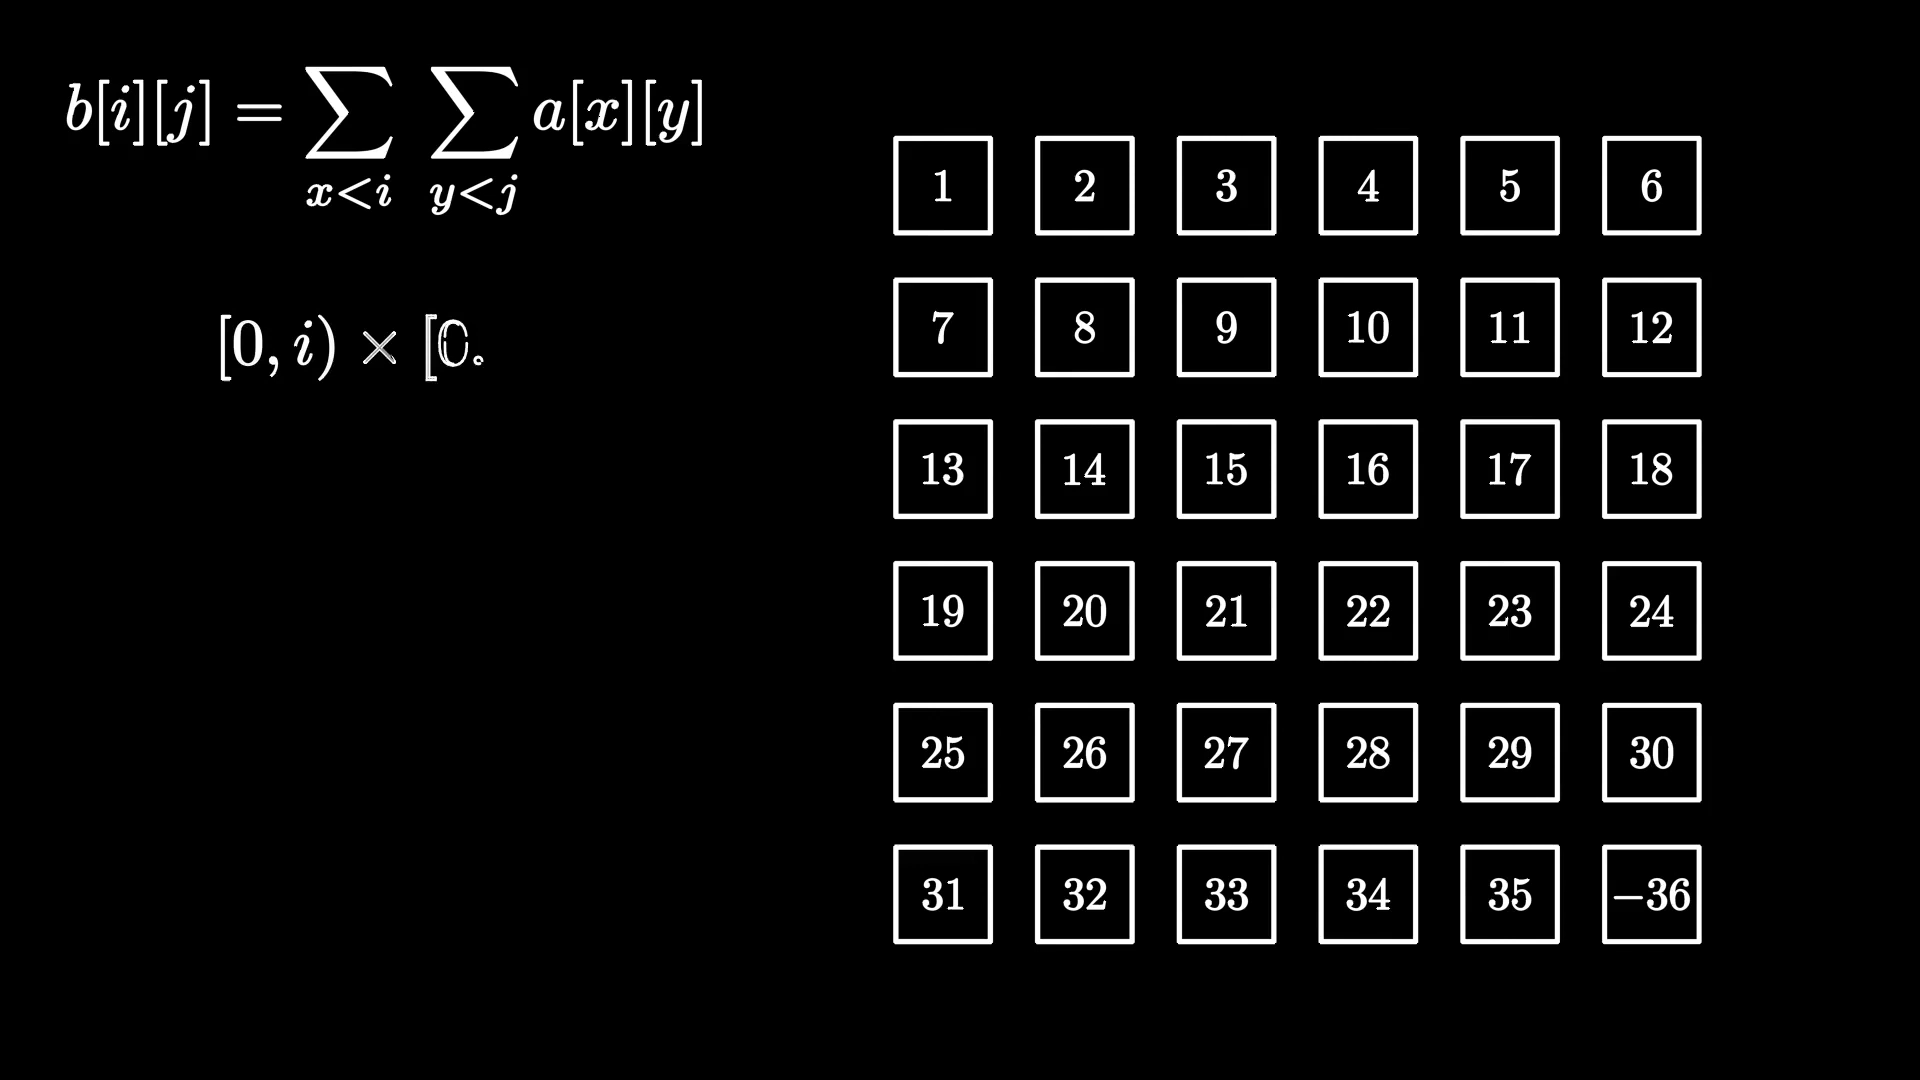 b[i][j] = ∑ ∑ a[x][y]
x<i y<j
[0, i) × [0
1 2 3 4 5 6
7 8 9 10 11 12
13 14 15 16 17 18
19 20 21 22 23 24
25 26 27 28 29 30
31 32 33 34 35 −36